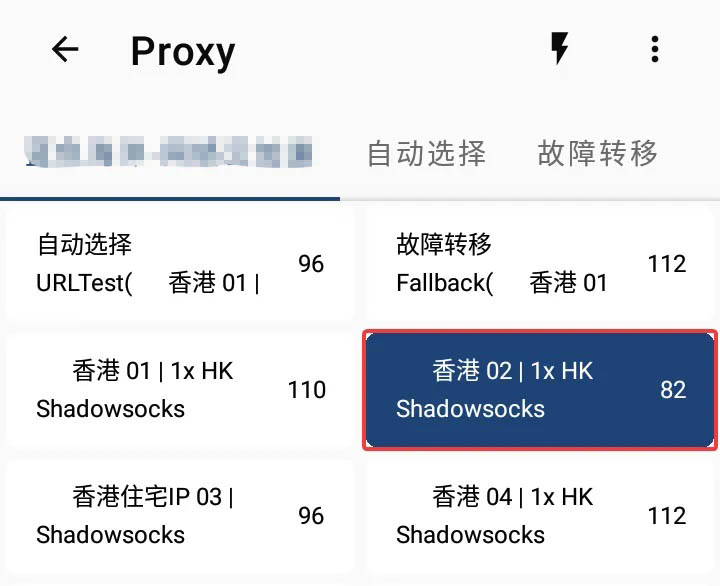 Proxy
自动选择
故障转移
自动选择
URLTest( 香港 01 |
96
故障转移
Fallback( 香港 01
112
香港 01 | 1x HK
Shadowsocks
110
香港 02 | 1x HK
Shadowsocks
82
香港住宅IP 03 |
Shadowsocks
96
香港 04 | 1x HK
Shadowsocks
112